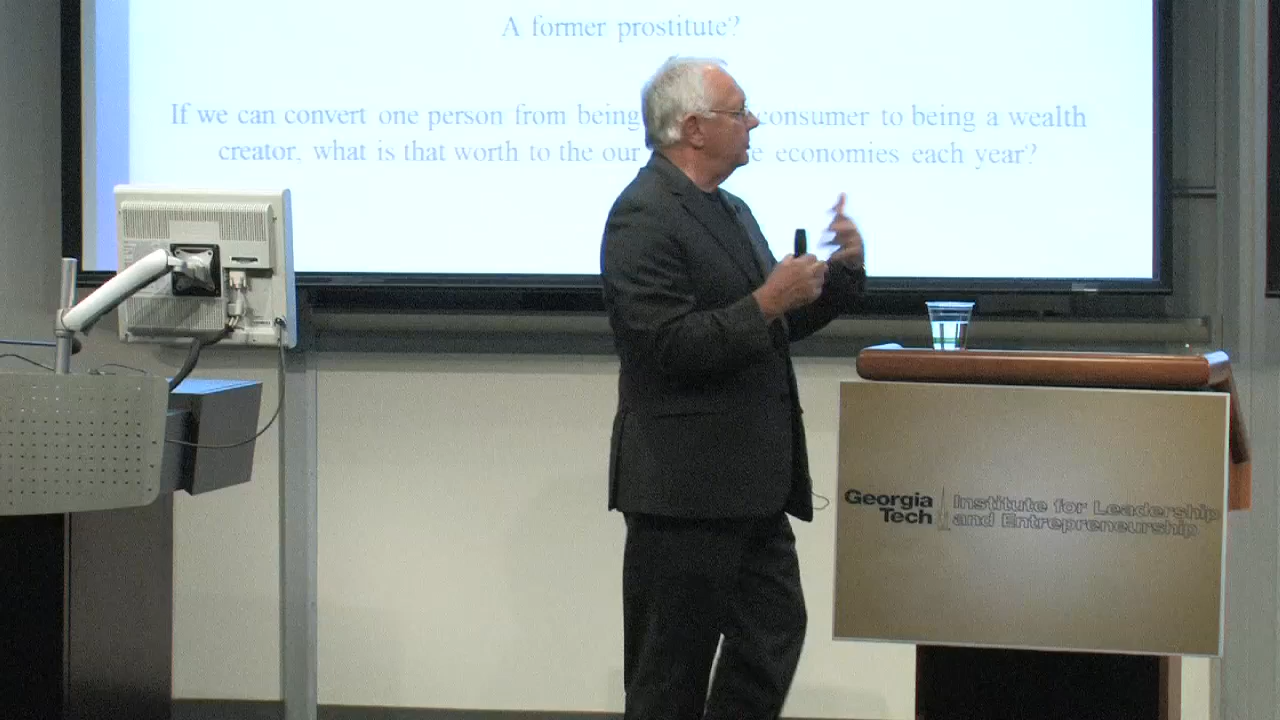 A former prostitute?
If we can convert one person from being consumer to being a wealth
creator, what is that worth to the our e economies each year?
Georgia
Tech
Institute for Leadership
and Entrepreneurship